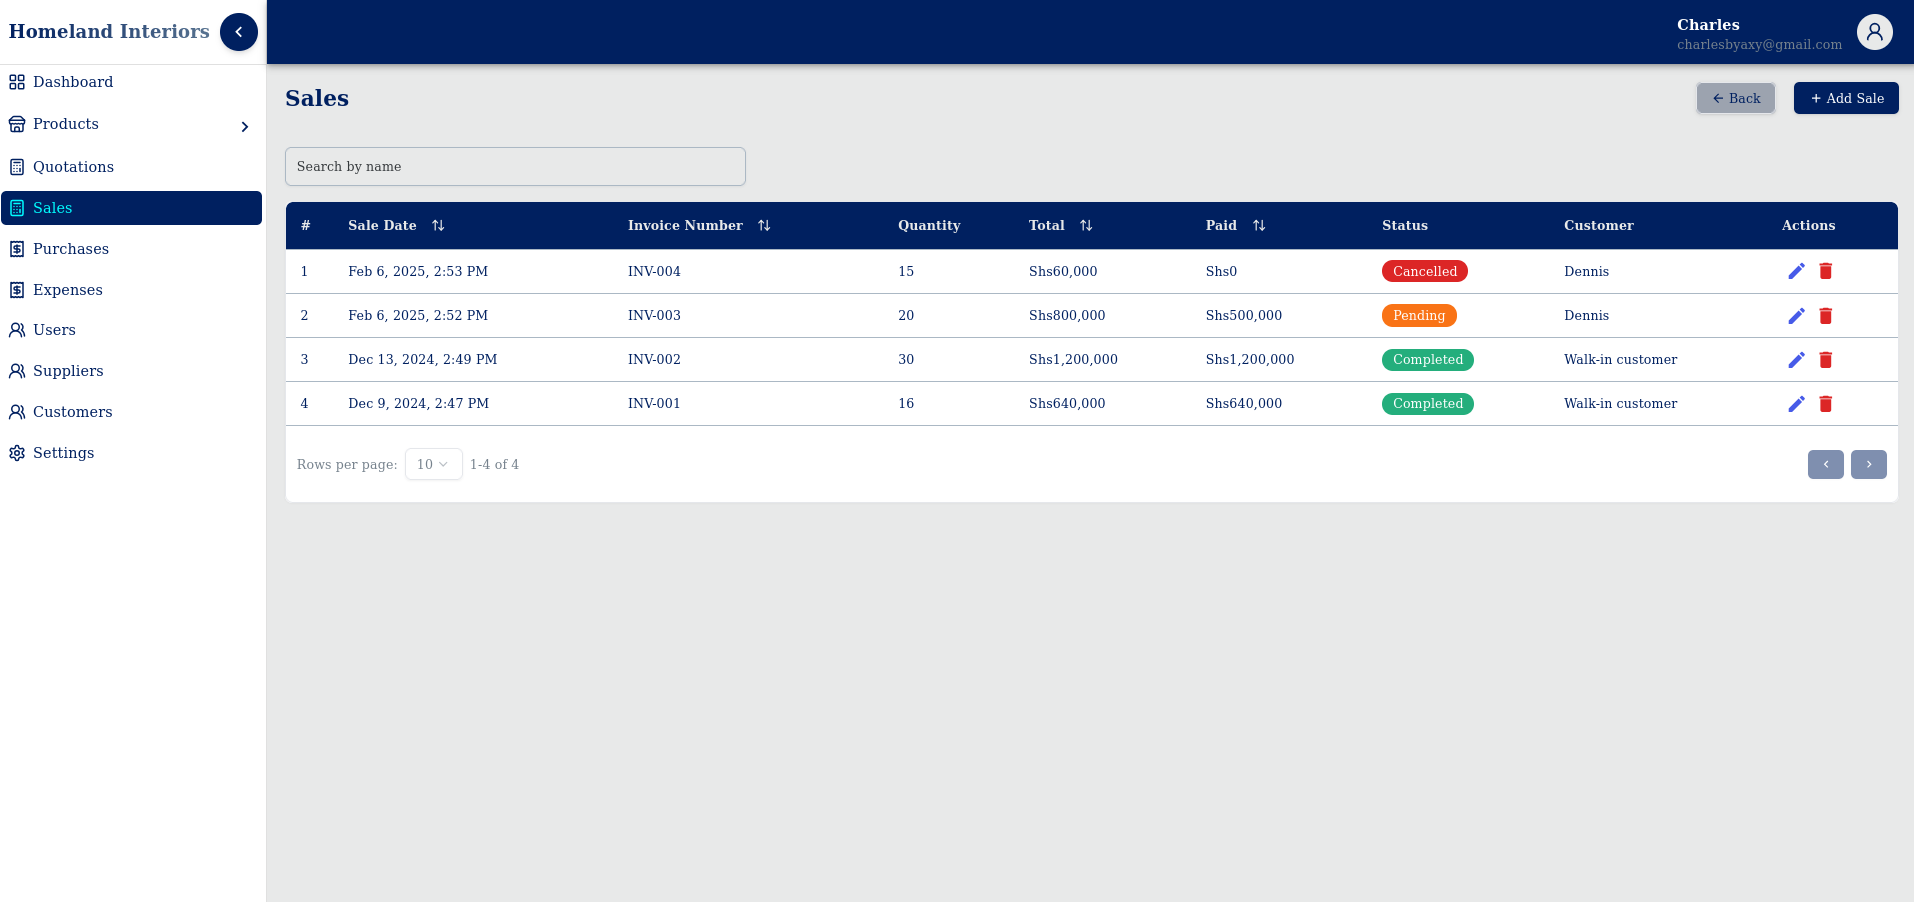 Homeland Interiors
Charles
charlesbyaxy@gmail.com
Dashboard
Products
Quotations
Sales
Purchases
Expenses
Users
Suppliers
Customers
Settings
Sales
Back
+ Add Sale
Search by name
# Sale Date Invoice Number Quantity Total Paid Status Customer Actions
1 Feb 6, 2025, 2:53 PM INV-004 15 Shs60,000 Shs0 Cancelled Dennis
2 Feb 6, 2025, 2:52 PM INV-003 20 Shs800,000 Shs500,000 Pending Dennis
3 Dec 13, 2024, 2:49 PM INV-002 30 Shs1,200,000 Shs1,200,000 Completed Walk-in customer
4 Dec 9, 2024, 2:47 PM INV-001 16 Shs640,000 Shs640,000 Completed Walk-in customer
Rows per page: 10 1-4 of 4